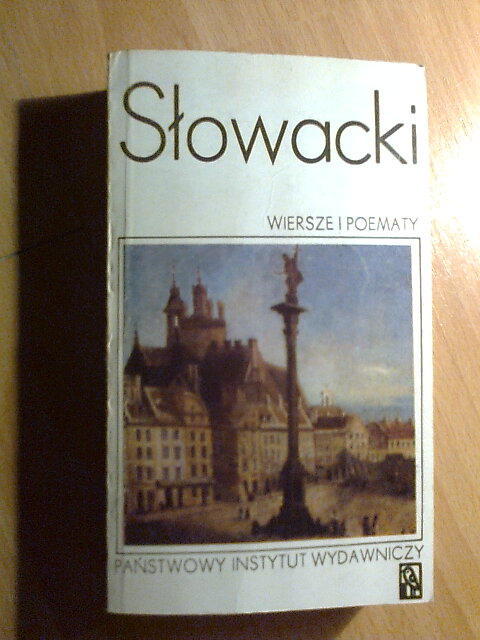 Słowacki
WIERSZE I POEMATY
PAŃSTWOWY INSTYTUT WYDAWNICZY